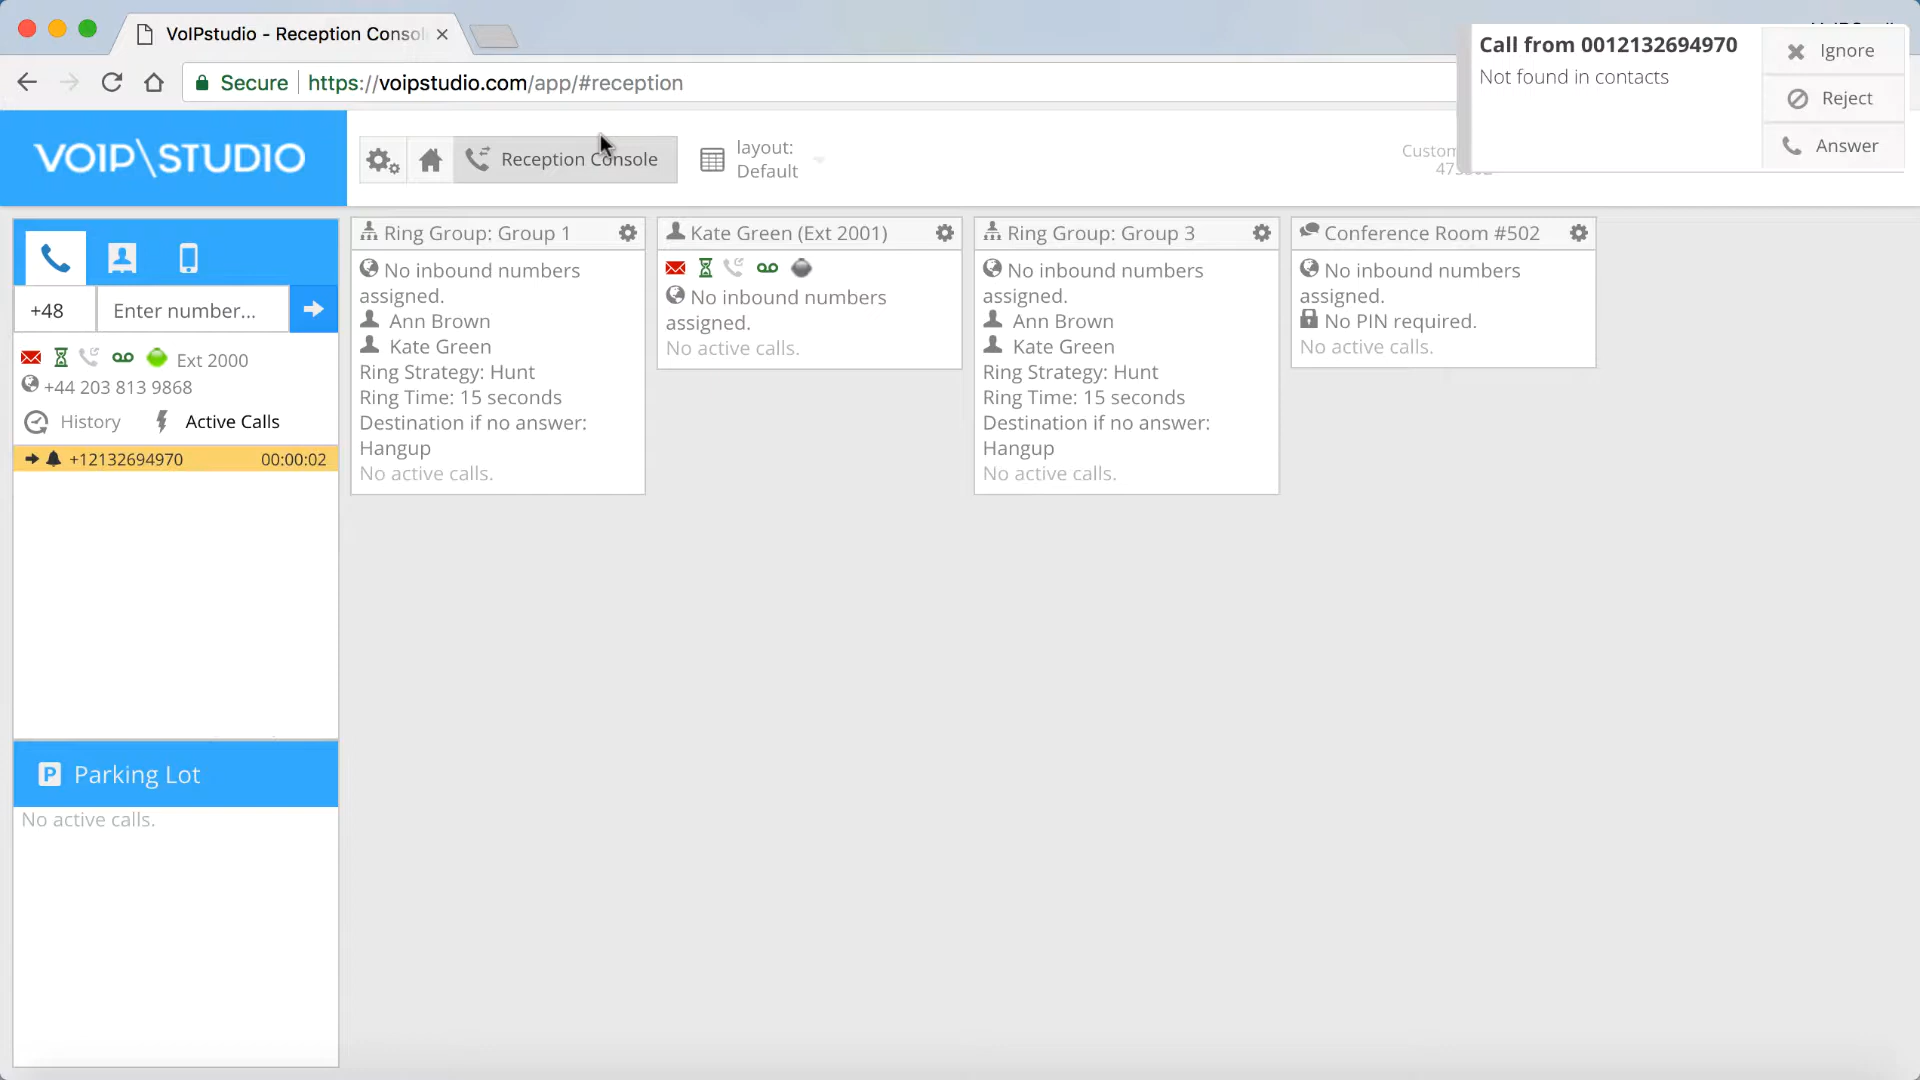 VoIPstudio - Reception Consol
Secure
https://voipstudio.com/app/#reception
Call from 0012132694970
Not found in contacts
Ignore
Reject
Answer
VOIP\STUDIO
Reception Console
layout:
Default
Custom
+48
Enter number...
Ext 2000
+44 203 813 9868
History
Active Calls
+12132694970
00:00:02
P
Parking Lot
No active calls.
Ring Group: Group 1
No inbound numbers
assigned.
Ann Brown
Kate Green
Ring Strategy: Hunt
Ring Time: 15 seconds
Destination if no answer:
Hangup
No active calls.
Kate Green (Ext 2001)
No inbound numbers
assigned.
No active calls.
Ring Group: Group 3
No inbound numbers
assigned.
Ann Brown
Kate Green
Ring Strategy: Hunt
Ring Time: 15 seconds
Destination if no answer:
Hangup
No active calls.
Conference Room #502
No inbound numbers
assigned.
No PIN required.
No active calls.